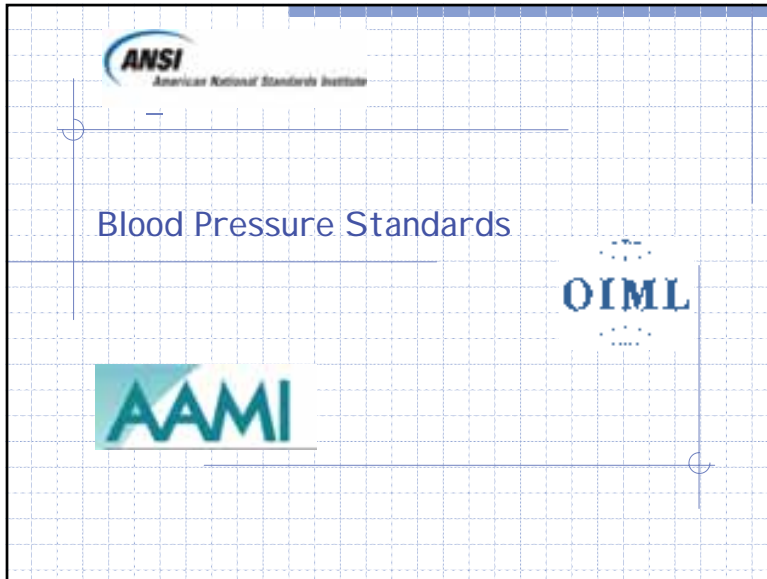 ANSI
American National Standards Institute
Blood Pressure Standards
OIML
AAMI